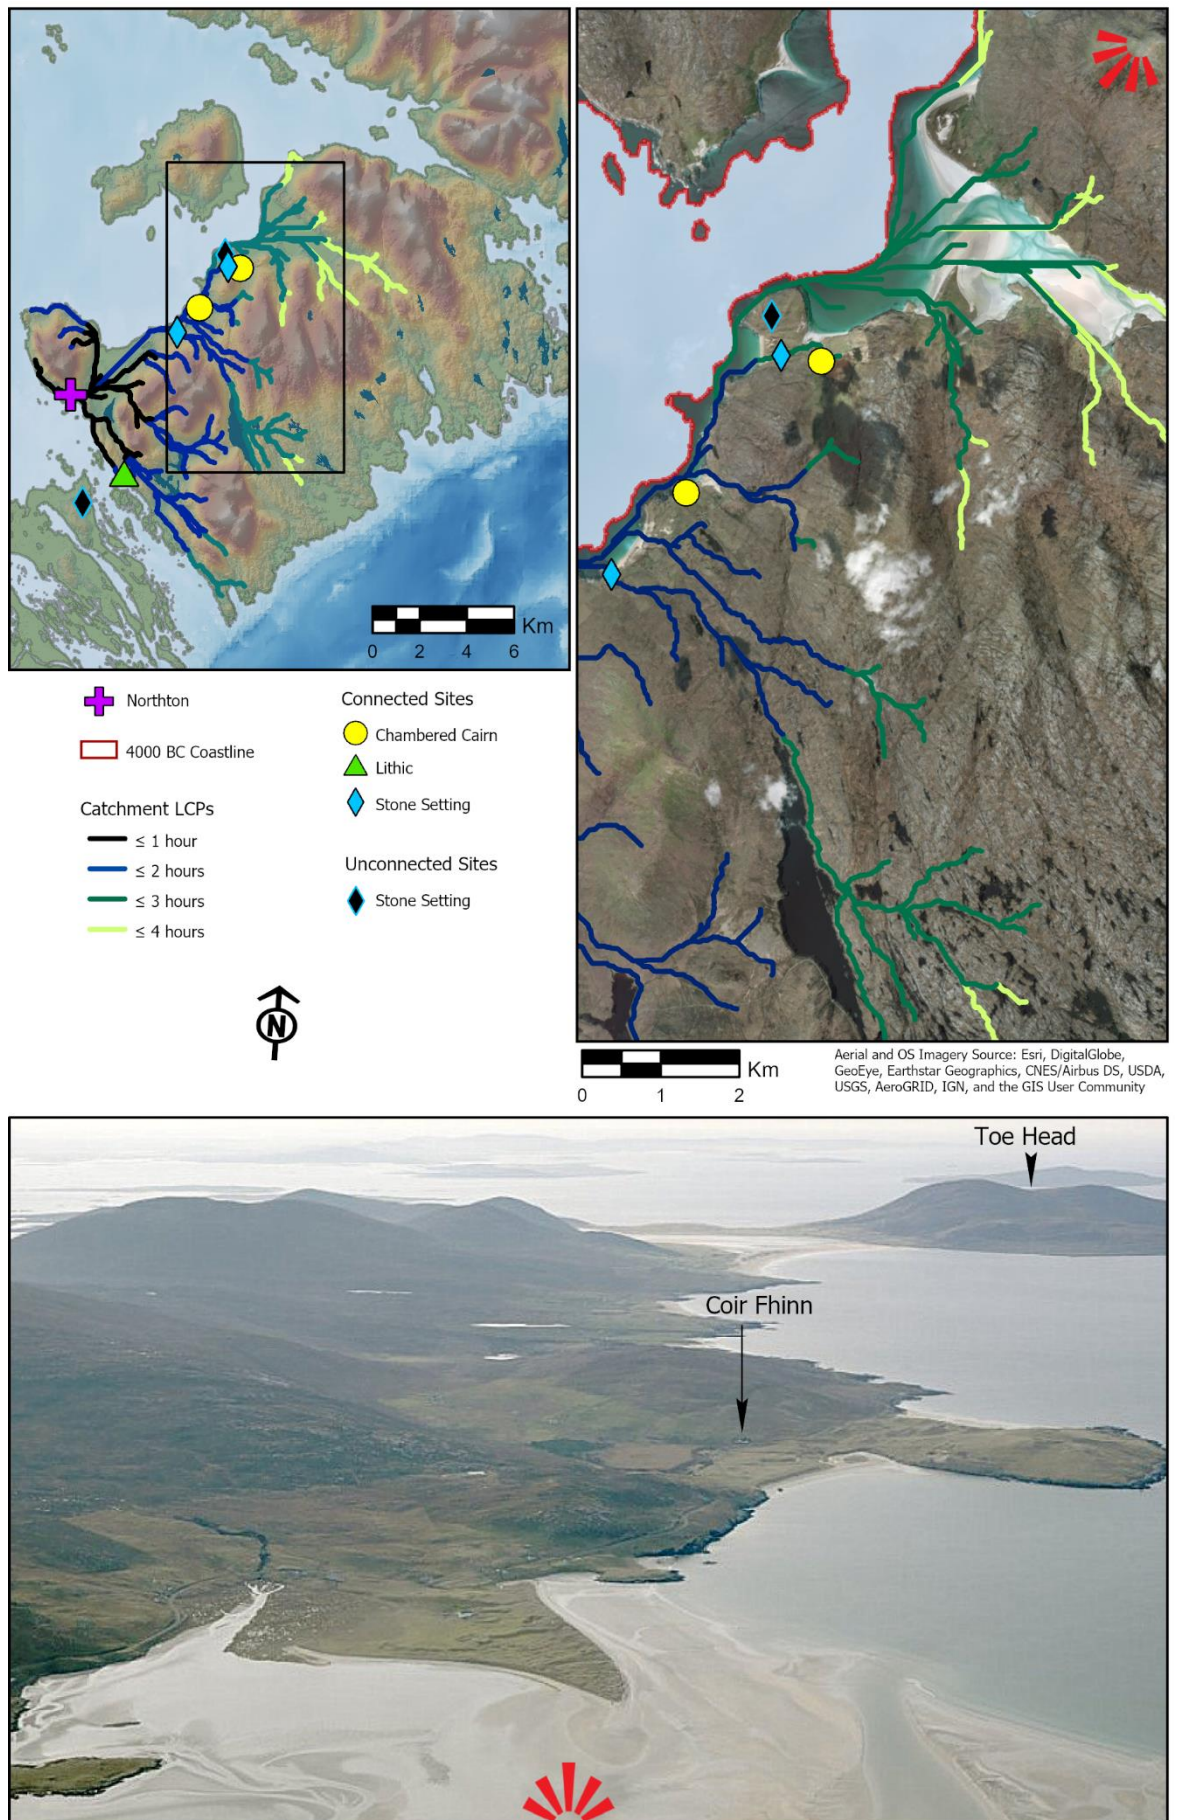 Km
0 2 4 6
Northton
4000 BC Coastline
Catchment LCPs
≤ 1 hour
≤ 2 hours
≤ 3 hours
≤ 4 hours
Connected Sites
Chambered Cairn
Lithic
Stone Setting
Unconnected Sites
Stone Setting
N
Km
0 1 2
Aerial and OS Imagery Source: Esri, DigitalGlobe,
GeoEye, Earthstar Geographics, CNES/Airbus DS, USDA,
USGS, AeroGRID, IGN, and the GIS User Community
Toe Head
Coir Fhinn